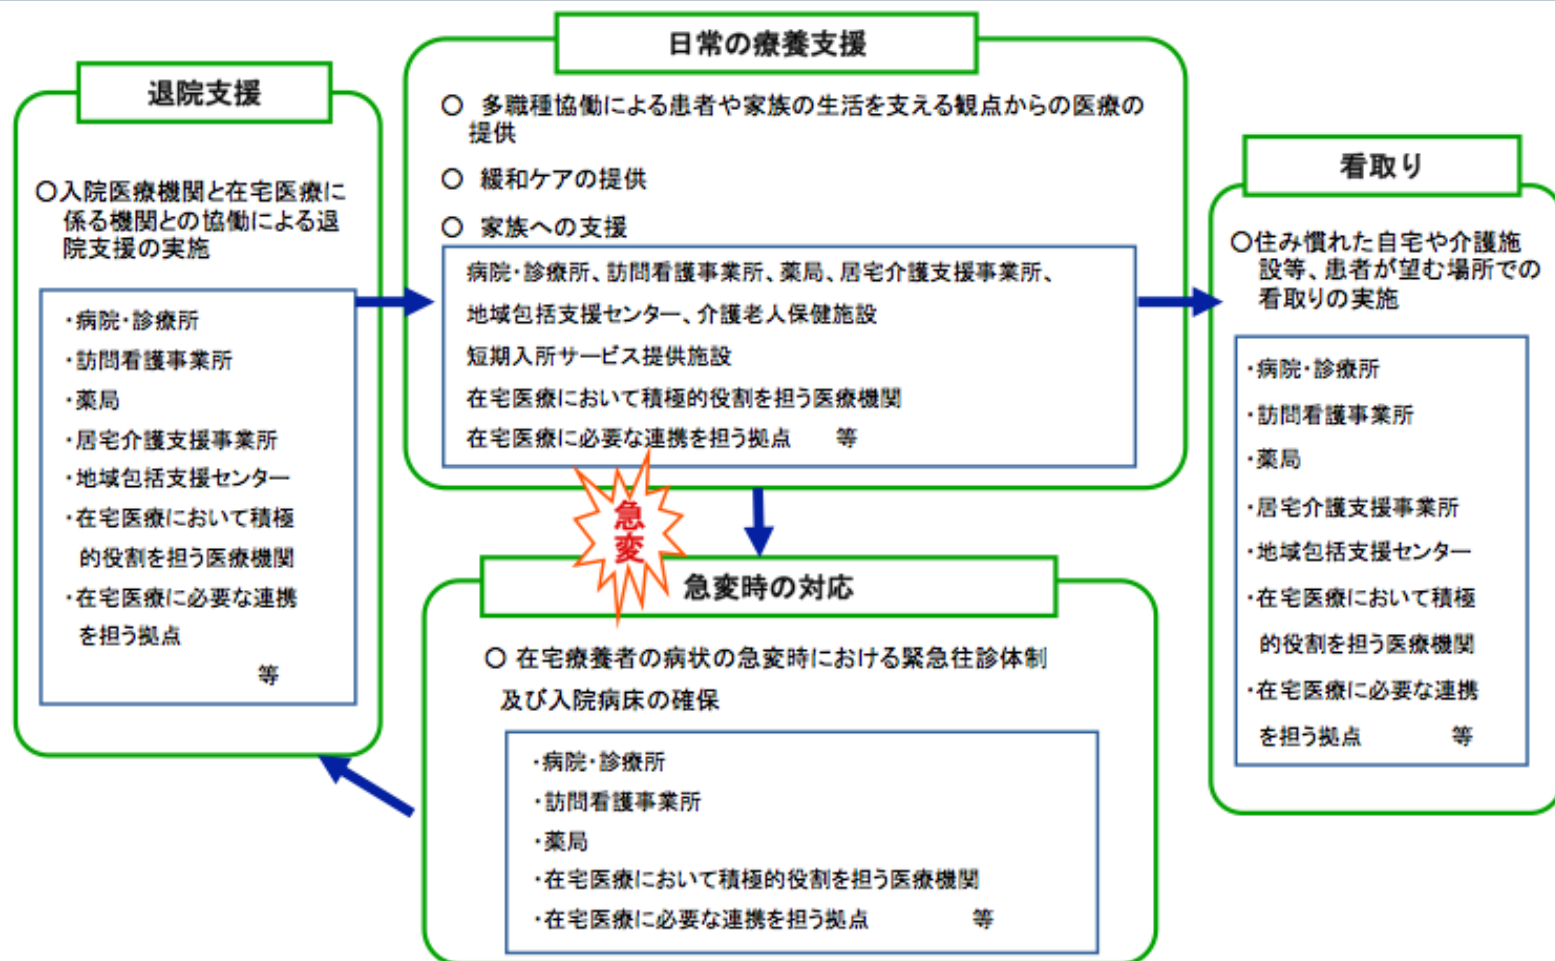 退院支援
○入院医療機関と在宅医療に
係る機関との協働による退
院支援の実施
・病院・診療所
・訪問看護事業所
・薬局
・居宅介護支援事業所
・地域包括支援センター
・在宅医療において積極
的役割を担う医療機関
・在宅医療に必要な連携
を担う拠点
等
日常の療養支援
○ 多職種協働による患者や家族の生活を支える観点からの医療の
提供
○ 緩和ケアの提供
○ 家族への支援
病院・診療所、訪問看護事業所、薬局、居宅介護支援事業所、
地域包括支援センター、介護老人保健施設
短期入所サービス提供施設
在宅医療において積極的役割を担う医療機関
在宅医療に必要な連携を担う拠点 等
急
変
急変時の対応
○ 在宅療養者の病状の急変時における緊急往診体制
及び入院病床の確保
・病院・診療所
・訪問看護事業所
・薬局
・在宅医療において積極的役割を担う医療機関
・在宅医療に必要な連携を担う拠点 等
看取り
○住み慣れた自宅や介護施
設等、患者が望む場所での
看取りの実施
・病院・診療所
・訪問看護事業所
・薬局
・居宅介護支援事業所
・地域包括支援センター
・在宅医療において積極
的役割を担う医療機関
・在宅医療に必要な連携
を担う拠点 等